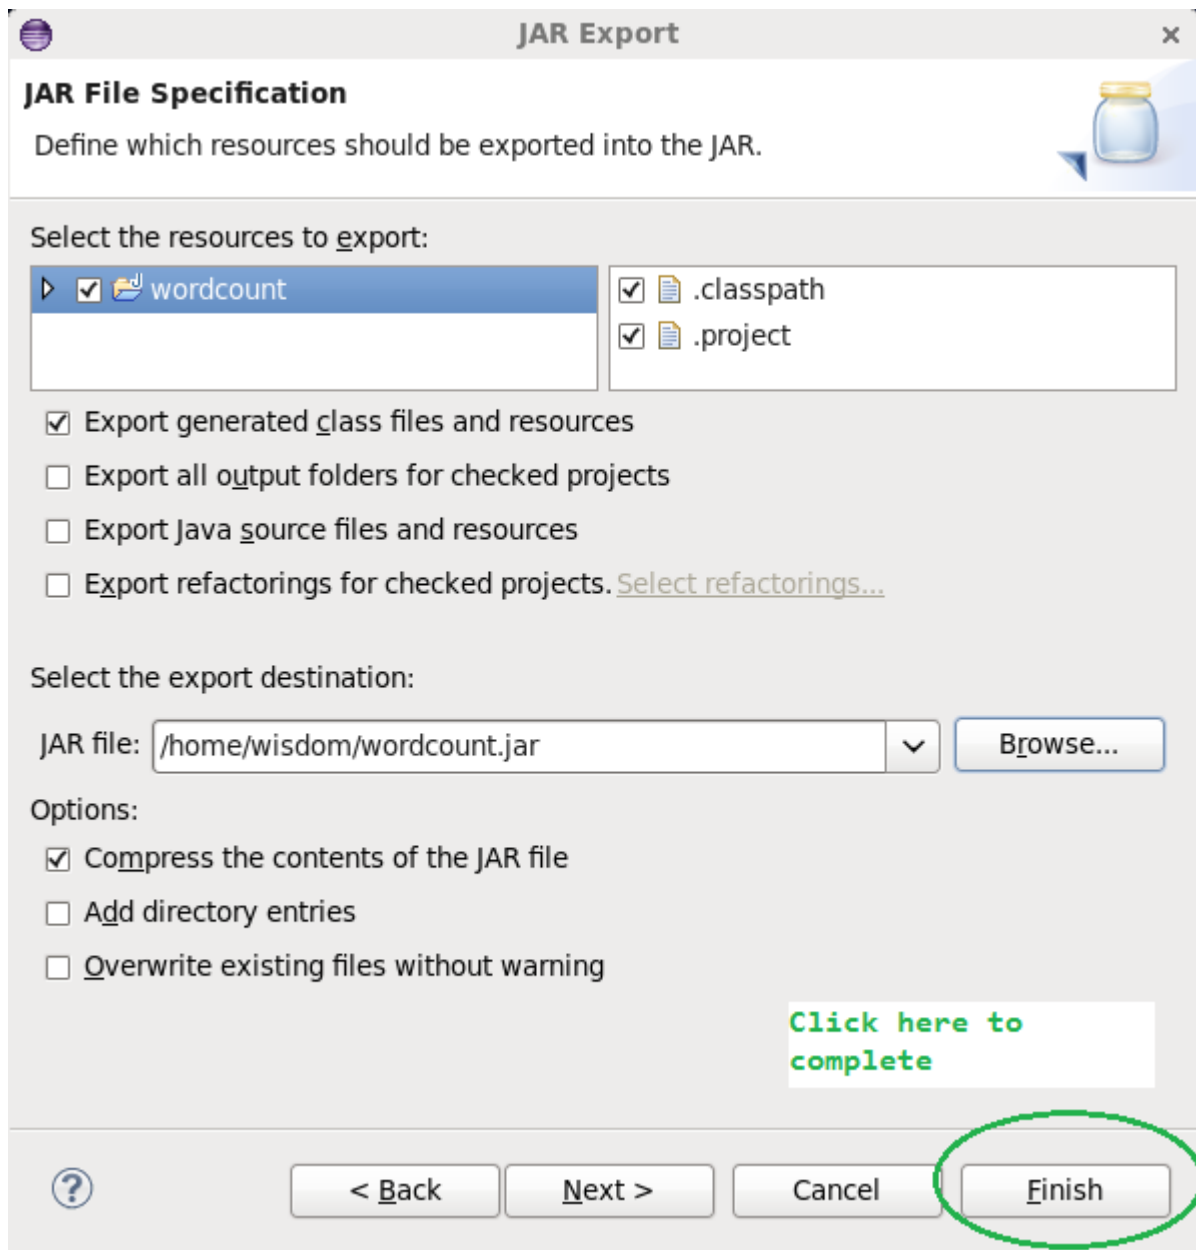 JAR Export
JAR File Specification
Define which resources should be exported into the JAR.
Select the resources to export:
wordcount
.classpath
.project
Export generated class files and resources
Export all output folders for checked projects
Export Java source files and resources
Export refactorings for checked projects. Select refactorings...
Select the export destination:
JAR file: /home/wisdom/wordcount.jar Browse...
Options:
Compress the contents of the JAR file
Add directory entries
Overwrite existing files without warning
Click here to
complete
? < Back Next > Cancel Finish